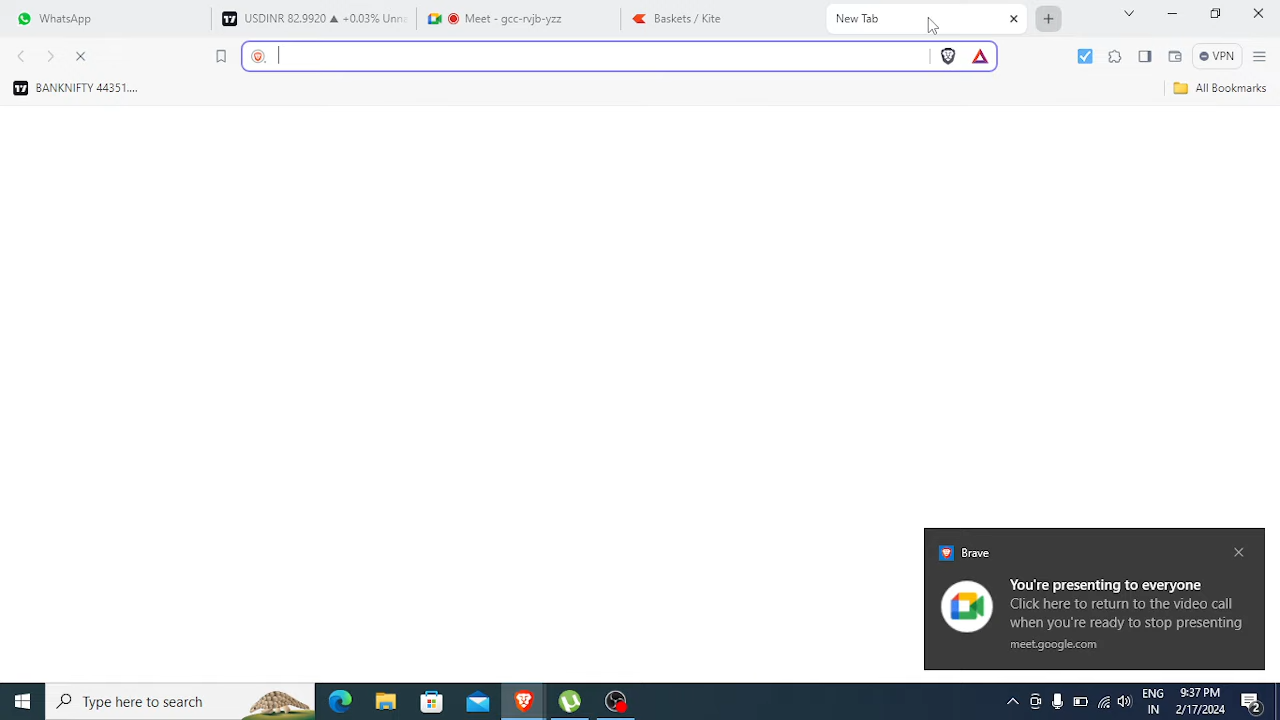 WhatsApp
USDINR 82.9920 ▲ +0.03% Unna
Meet - gcc-rvjb-yzz
Baskets / Kite
New Tab
VPN
BANKNIFTY 44351....
All Bookmarks
Brave
You're presenting to everyone
Click here to return to the video call
when you're ready to stop presenting
meet.google.com
Type here to search
ENG
IN
9:37 PM
2/17/2024
2